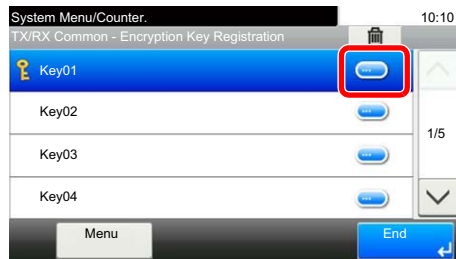 System Menu/Counter.
10:10
TX/RX Common - Encryption Key Registration
Key01
Key02
1/5
Key03
Key04
Menu
End